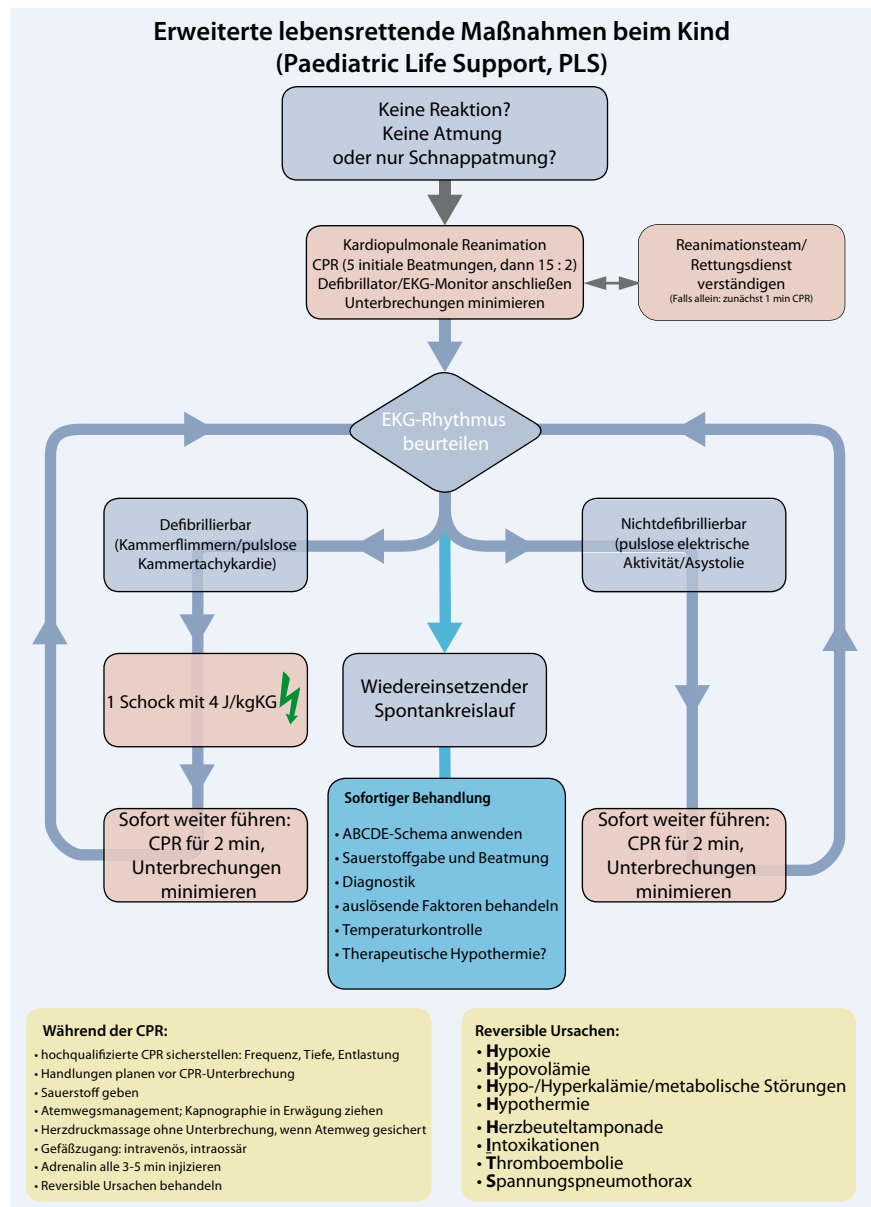 Erweiterte lebensrettende Maßnahmen beim Kind
(Paediatric Life Support, PLS)
Keine Reaktion?
Keine Atmung
oder nur Schnappatmung?
Kardiopulmonale Reanimation
CPR (5 initiale Beatmungen, dann 15 : 2)
Defibrillator/EKG-Monitor anschließen
Unterbrechungen minimieren
Reanimationsteam/
Rettungsdienst
verständigen
(Falls allein: zunächst 1 min CPR)
EKG-Rhythmus
beurteilen
Defibrillierbar
(Kammerflimmern/pulslose
Kammertachykardie)
Nichtdefibrillierbar
(pulslose elektrische
Aktivität/Asystolie
1 Schock mit 4 J/kgKG
Wiedereinsetzender
Spontankreislauf
Sofort weiter führen:
CPR für 2 min,
Unterbrechungen
minimieren
Sofortiger Behandlung
• ABCDE-Schema anwenden
• Sauerstoffgabe und Beatmung
• Diagnostik
• auslösende Faktoren behandeln
• Temperaturkontrolle
• Therapeutische Hypothermie?
Sofort weiter führen:
CPR für 2 min,
Unterbrechungen
minimieren
Während der CPR:
• hochqualifizierte CPR sicherstellen: Frequenz, Tiefe, Entlastung
• Handlungen planen vor CPR-Unterbrechung
• Sauerstoff geben
• Atemwegsmanagement; Kapnographie in Erwägung ziehen
• Herzdruckmassage ohne Unterbrechung, wenn Atemweg gesichert
• Gefäßzugang: intravenös, intraossär
• Adrenalin alle 3-5 min injizieren
• Reversible Ursachen behandeln
Reversible Ursachen:
• Hypoxie
• Hypovolämie
• Hypo-/Hyperkalämie/metabolische Störungen
• Hypothermie
• Herzbeuteltamponade
• Intoxikationen
• Thromboembolie
• Spannungspneumothorax